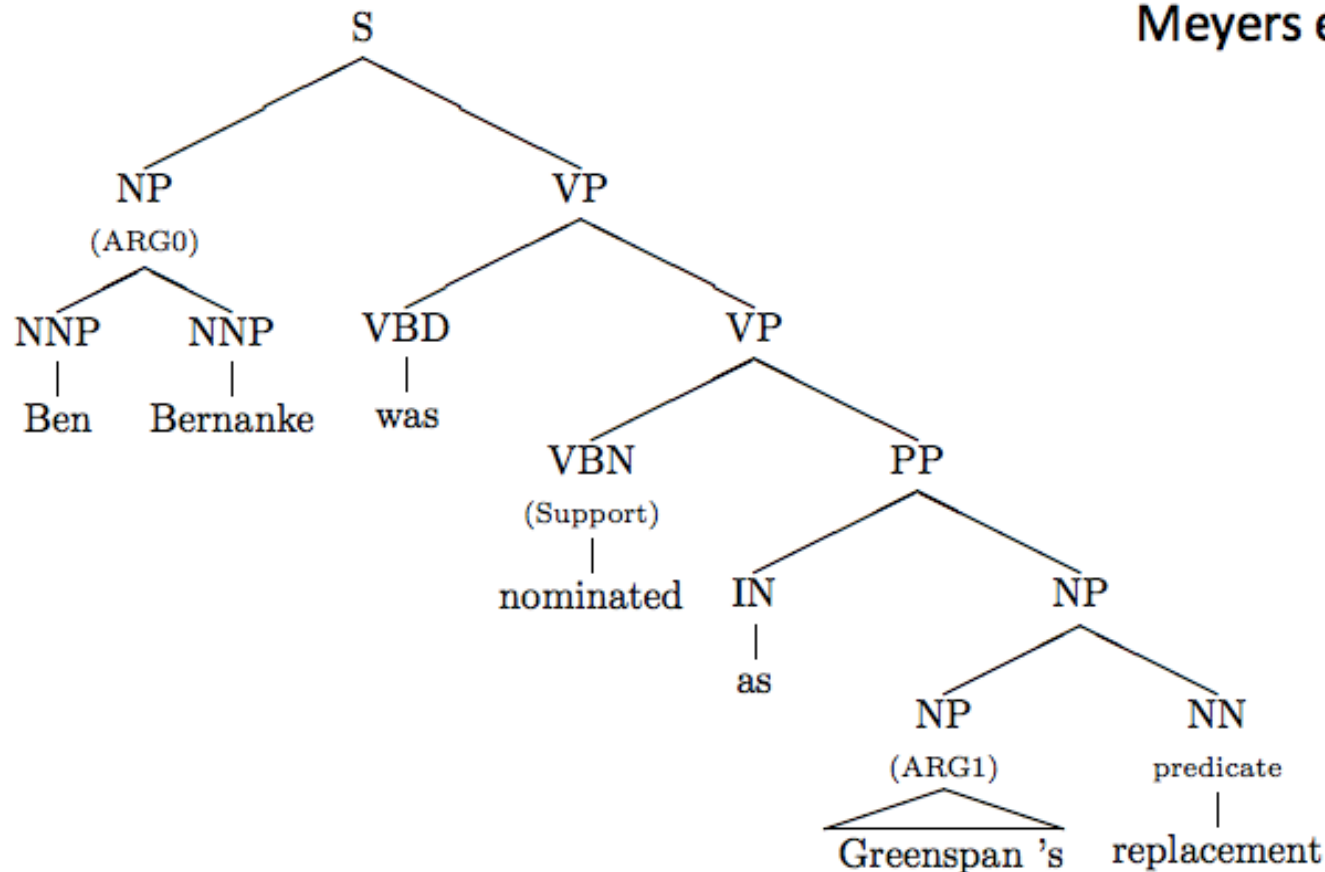 Meyers e
S
NP VP
(ARG0)
NNP NNP VBD VP
Ben Bernanke was
VBN PP
(Support)
nominated IN NP
as
NP NN
(ARG1) predicate
Greenspan 's replacement